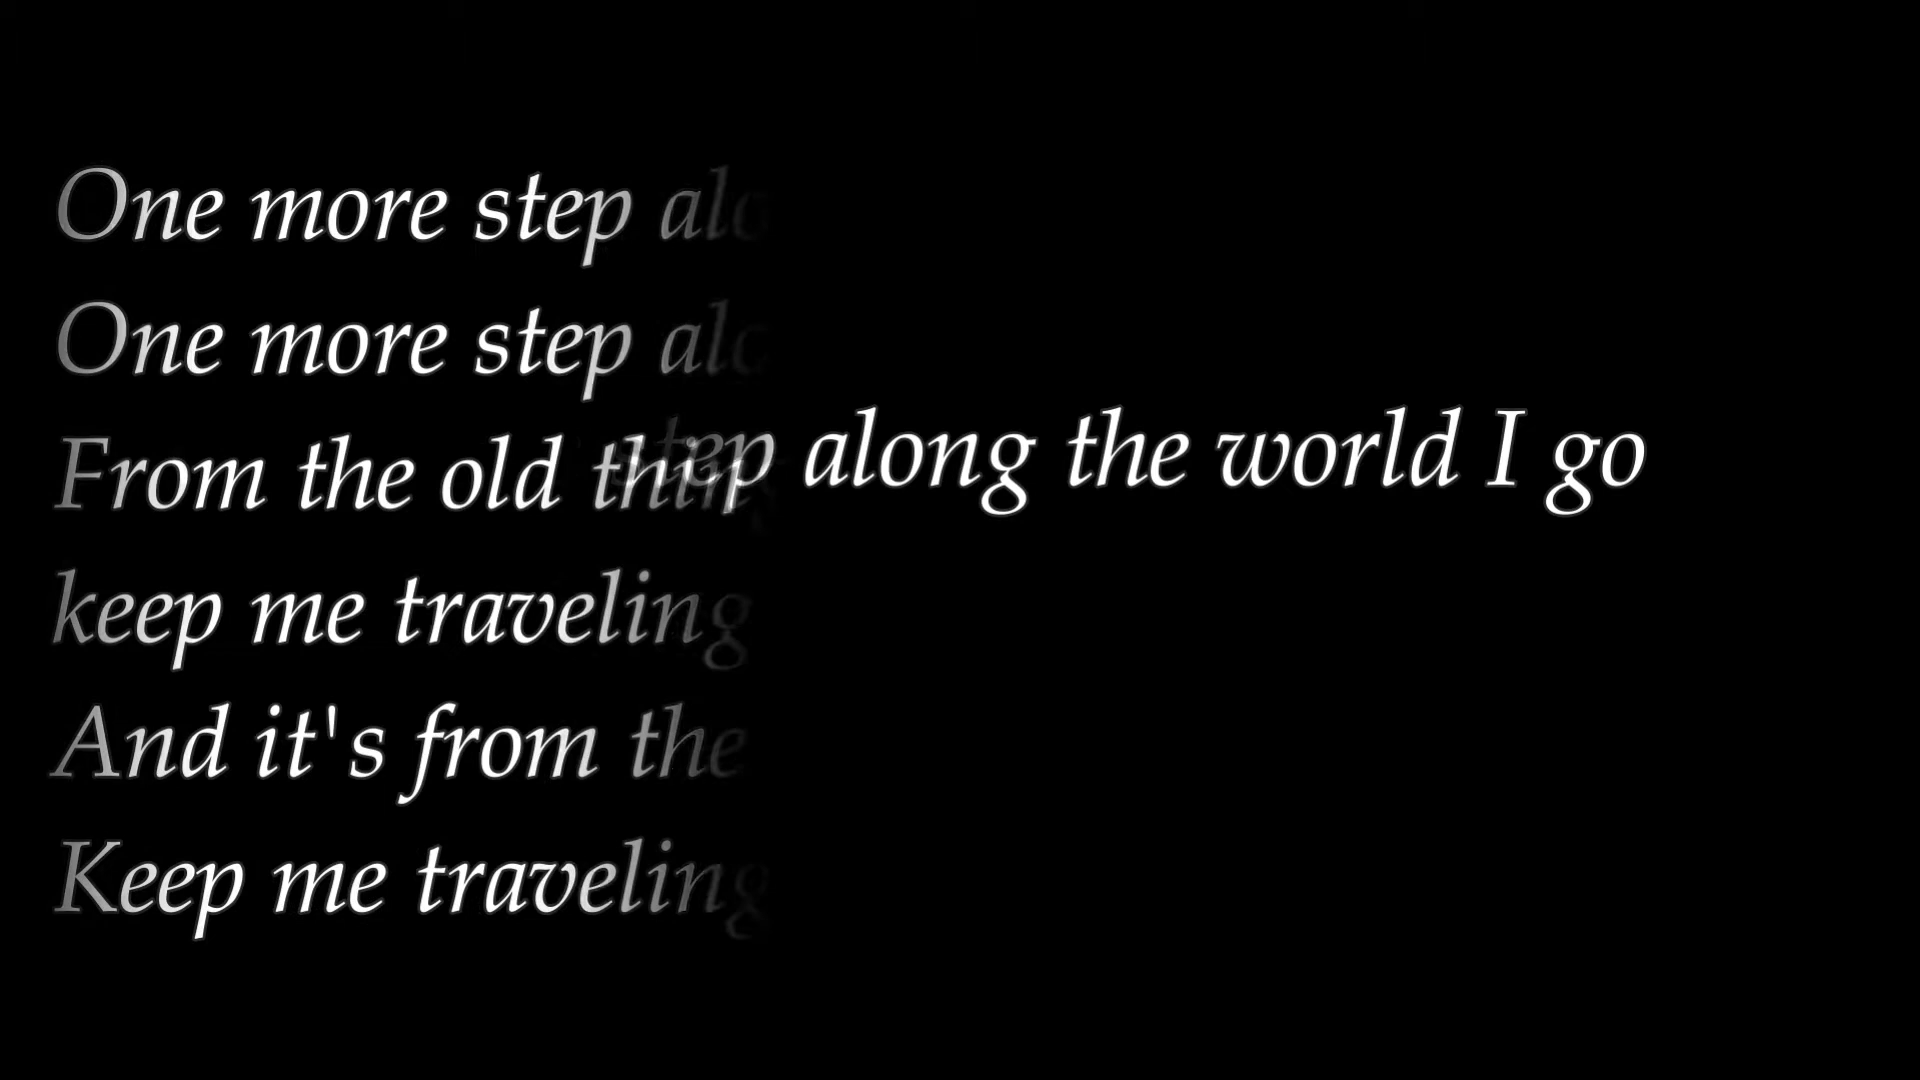 One more step alo
One more step alo
From the old thing
step along the world I go
keep me traveling
And it's from the
Keep me traveling